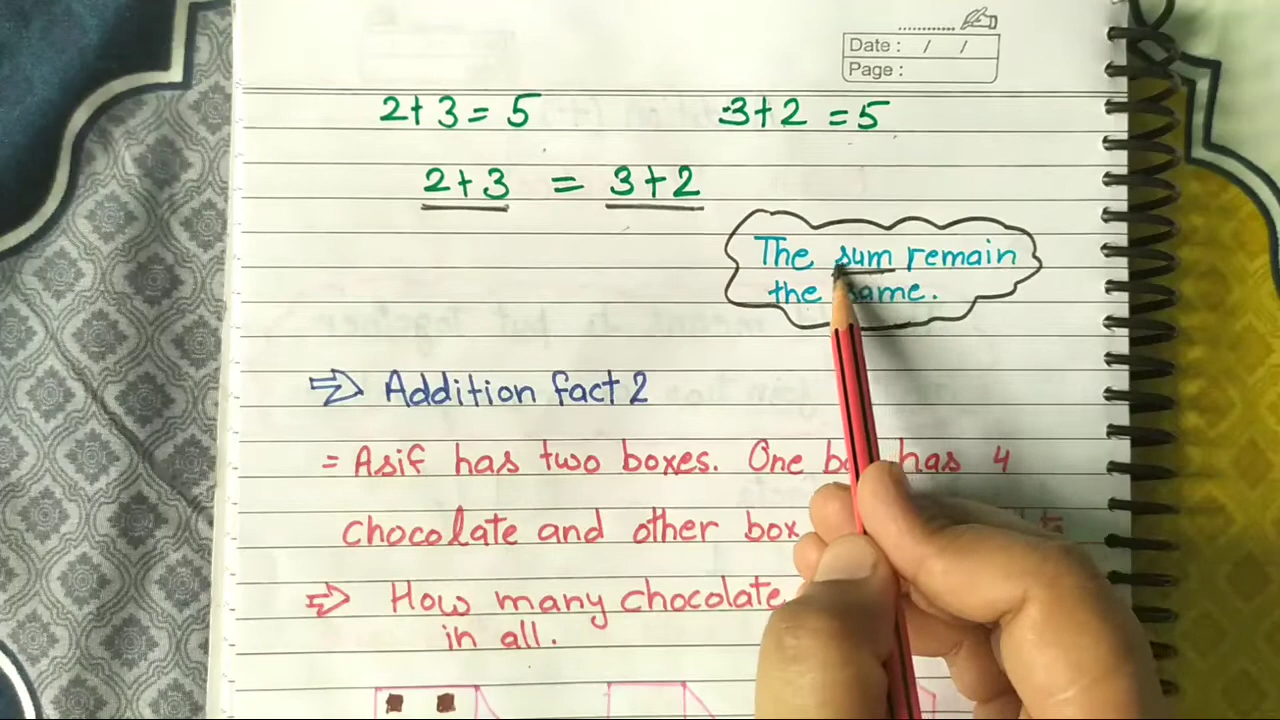 Date : / /
Page :
2+3=5 3+2=5
2+3 = 3+2
The sum remain
the same.
⇒ Addition fact 2
= Asif has two boxes. One has 4
chocolate and other box
⇒ How many chocolate
in all.